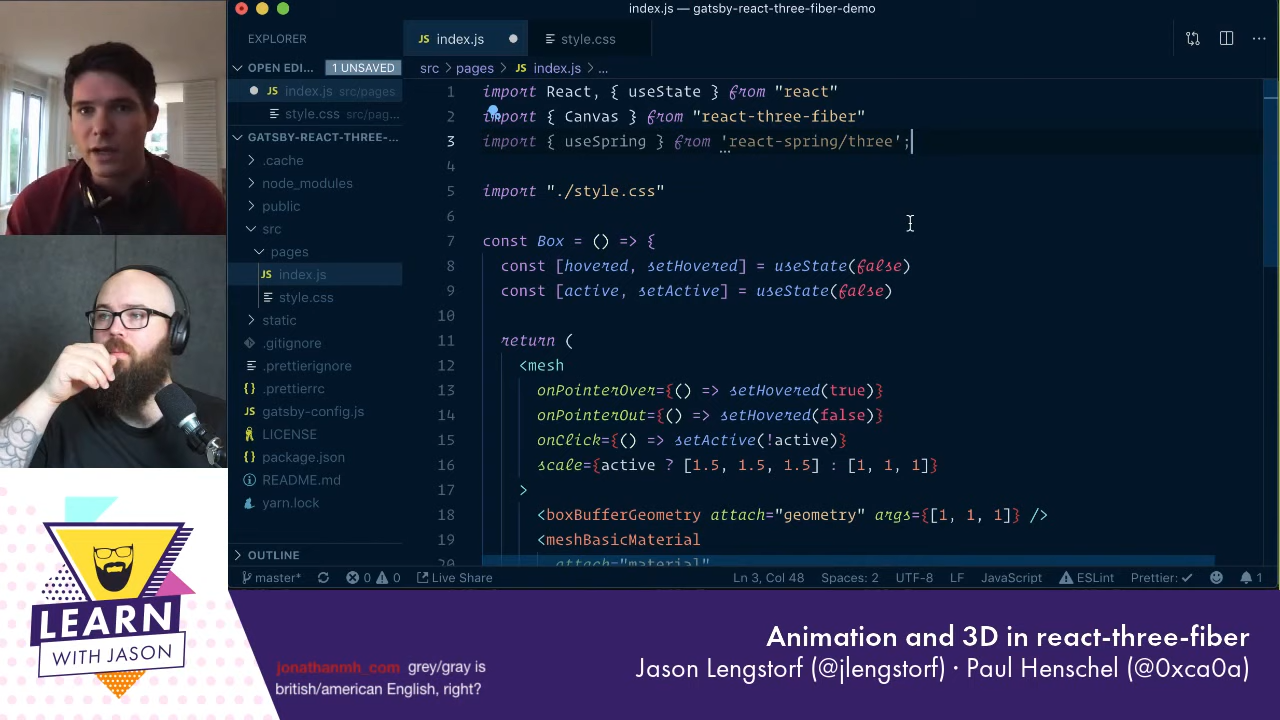 index.js — gatsby-react-three-fiber-demo
EXPLORER
OPEN EDI... 1 UNSAVED
index.js src/pages
style.css src/pag...
GATSBY-REACT-THREE-...
.cache
node_modules
public
src
pages
index.js
style.css
static
.gitignore
.prettierignore
.prettierrc
gatsby-config.js
LICENSE
package.json
README.md
yarn.lock
OUTLINE
JS index.js
style.css
src > pages > JS index.js > ...
1 import React, { useState } from "react"
2 import { Canvas } from "react-three-fiber"
3 import { useSpring } from 'react-spring/three';
4
5 import "./style.css"
6
7 const Box = () => {
8 const [hovered, setHovered] = useState(false)
9 const [active, setActive] = useState(false)
10
11 return (
12 <mesh
13 onPointerOver={() => setHovered(true)}
14 onPointerOut={() => setHovered(false)}
15 onClick={() => setActive(!active)}
16 scale={active ? [1.5, 1.5, 1.5] : [1, 1, 1]}
17 >
18 <boxBufferGeometry attach="geometry" args={[1, 1, 1]} />
19 <meshBasicMaterial
20 attach="material"
master* 0 0 Live Share Ln 3, Col 48 Spaces: 2 UTF-8 LF JavaScript ESLint Prettier: 1
LEARN
WITH JASON
jonathanmh_com grey/gray is
british/american English, right?
Animation and 3D in react-three-fiber
Jason Lengstorf (@jlengstorf) · Paul Henschel (@0xca0a)